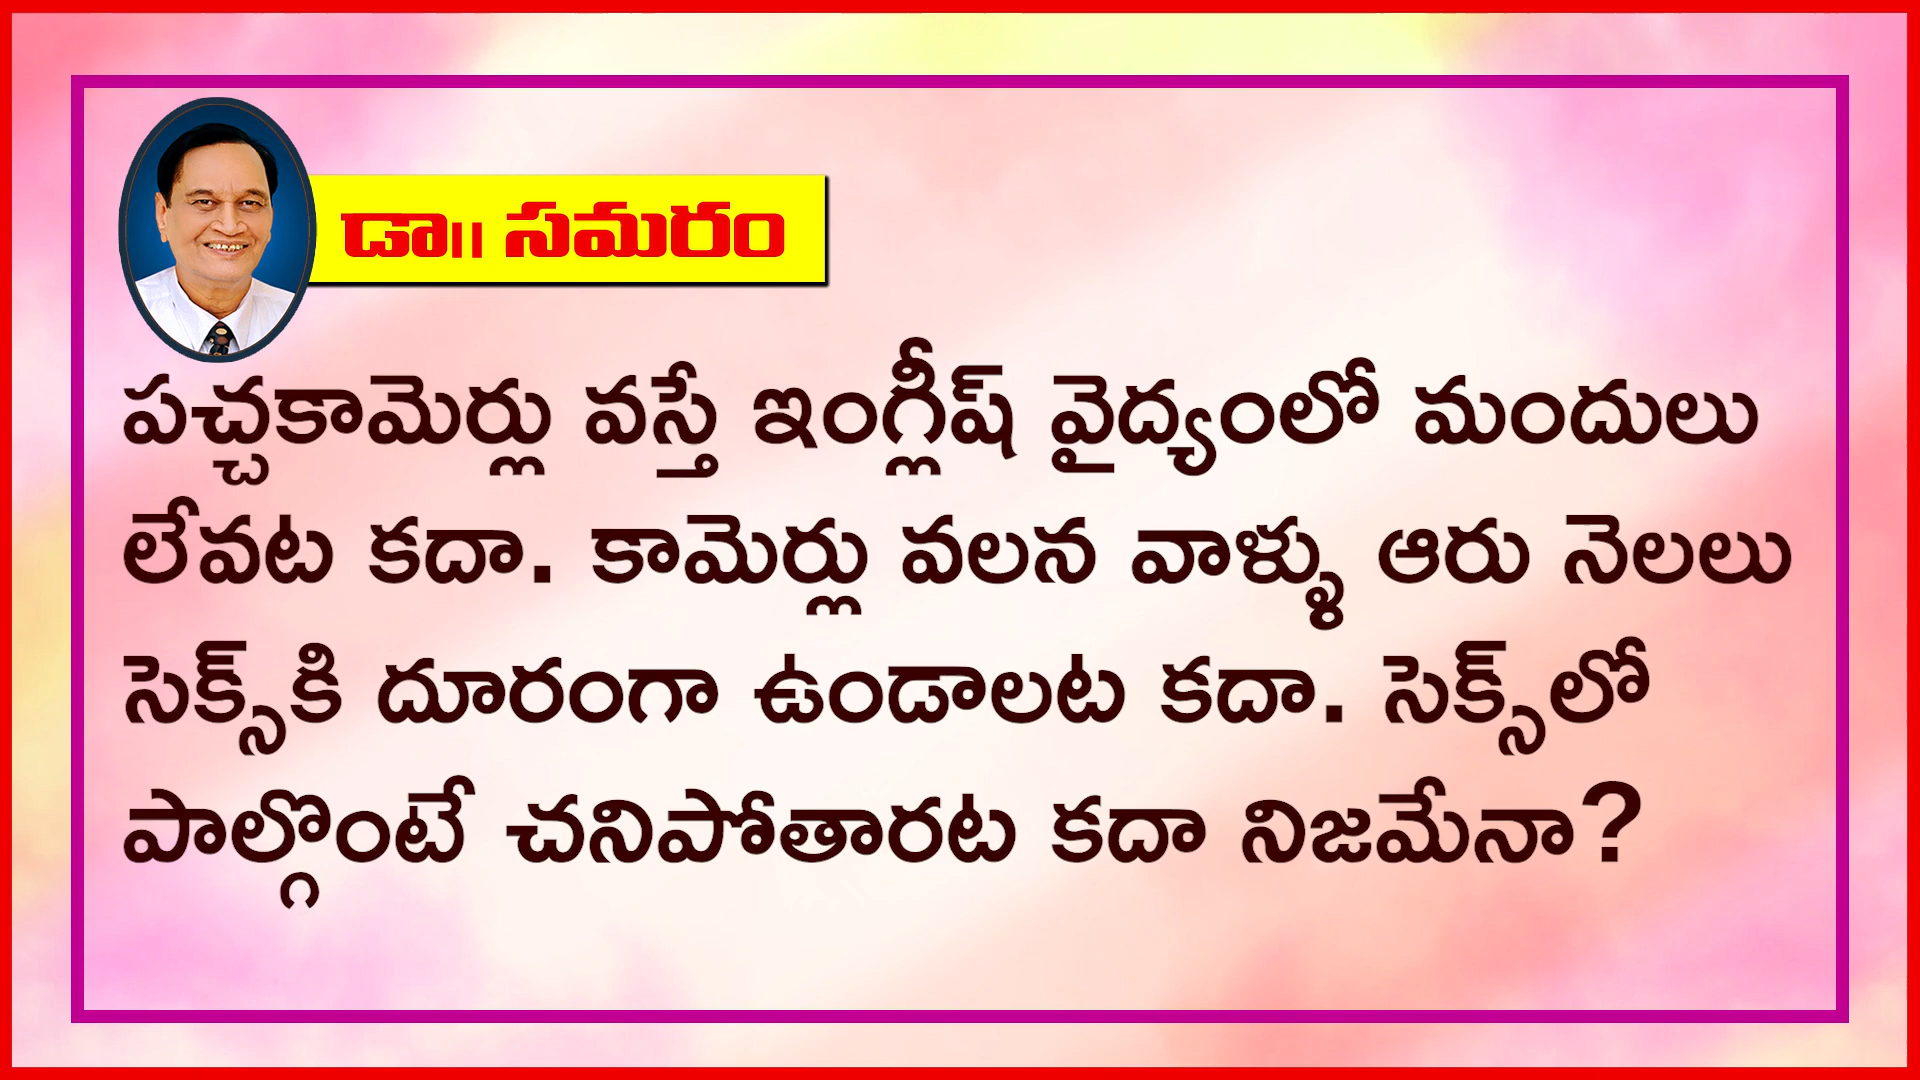 డా॥ సమరం
పచ్చకామెర్లు వస్తే ఇంగ్లీష్ వైద్యంలో మందులు
లేవట కదా. కామెర్లు వలన వాళ్ళు ఆరు నెలలు
సెక్స్‌కి దూరంగా ఉండాలట కదా. సెక్స్‌లో
పాల్గొంటే చనిపోతారట కదా నిజమేనా?